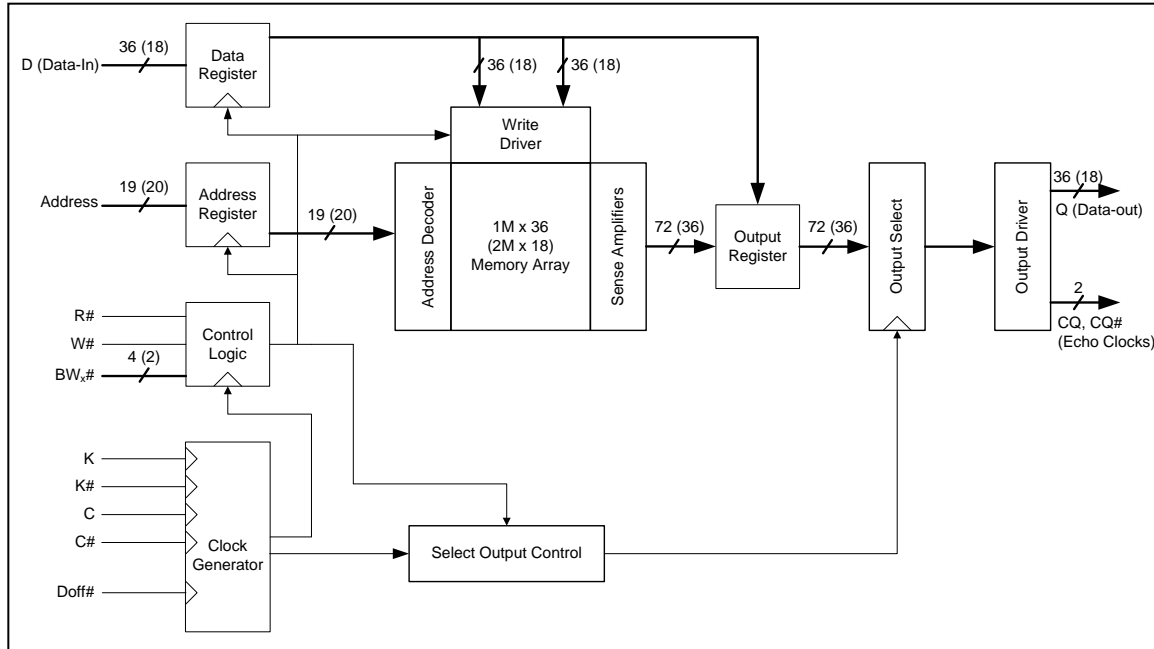 D (Data-In)
36 (18)
Data
Register
36 (18)
36 (18)
Write
Driver
Address
19 (20)
Address
Register
19 (20)
Address Decoder
1M x 36
(2M x 18)
Memory Array
Sense Amplifiers
72 (36)
Output
Register
72 (36)
Output Select
Output Driver
36 (18)
Q (Data-out)
2
CQ, CQ#
(Echo Clocks)
R#
W#
BWx#
4 (2)
Control
Logic
K
K#
C
C#
Doff#
Clock
Generator
Select Output Control